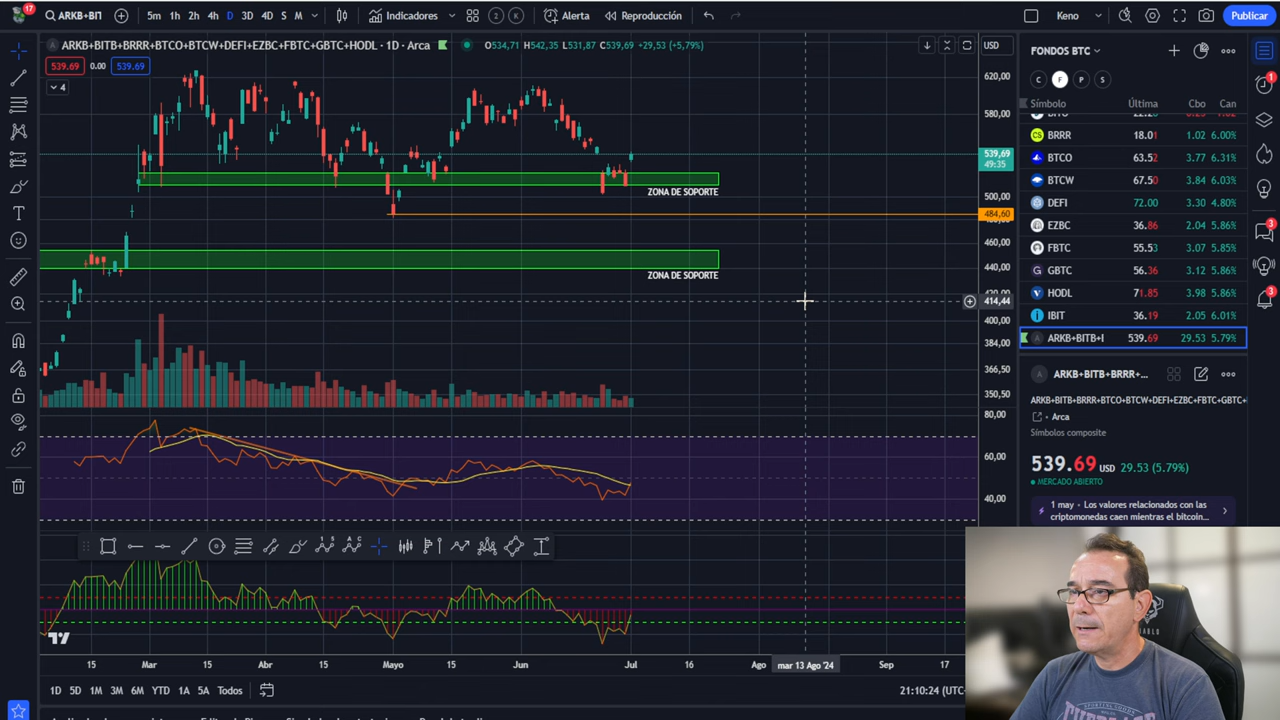 17
ARKB+BI
5m 1h 2h 4h D 3D 4D S M
Indicadores
2 K
Alerta
Reproducción
Keno
Publicar
ARKB+BITB+BRRR+BTCO+BTCW+DEFI+EZBC+FBTC+GBTC+HODL · 1D · Arca
O534,71 H542,35 L531,87 C539,69 +29,53 (+5,79%)
USD
539.69 0.00 539.69
4
620,00
580,00
539,69
49:35
500,00
484,60
460,00
440,00
414,44
400,00
384,00
366,50
350,50
80,00
60,00
40,00
ZONA DE SOPORTE
ZONA DE SOPORTE
15 Mar 15 Abr 15 Mayo 15 Jun Jul 16 Ago mar 13 Ago '24 Sep 17
1D 5D 1M 3M 6M YTD 1A 5A Todos
21:10:24 (UTC-
FONDOS BTC
C F P S
Símbolo Última Cbo Can
BRRR 18.01 1.02 6.00%
BTCO 63.52 3.77 6.31%
BTCW 67.50 3.84 6.03%
DEFI 72.00 3.30 4.80%
EZBC 36.86 2.04 5.86%
FBTC 55.53 3.07 5.85%
GBTC 56.36 3.12 5.86%
HODL 71.85 3.98 5.86%
IBIT 36.19 2.05 6.01%
ARKB+BITB+I 539.69 29.53 5.79%
ARKB+BITB+BRRR+...
ARKB+BITB+BRRR+BTCO+BTCW+DEFI+EZBC+FBTC+GBTC+
Arca
Símbolos composite
539.69 USD 29.53 (5.79%)
MERCADO ABIERTO
1 may · Los valores relacionados con las
criptomonedas caen mientras el bitcoin...
1
3
3